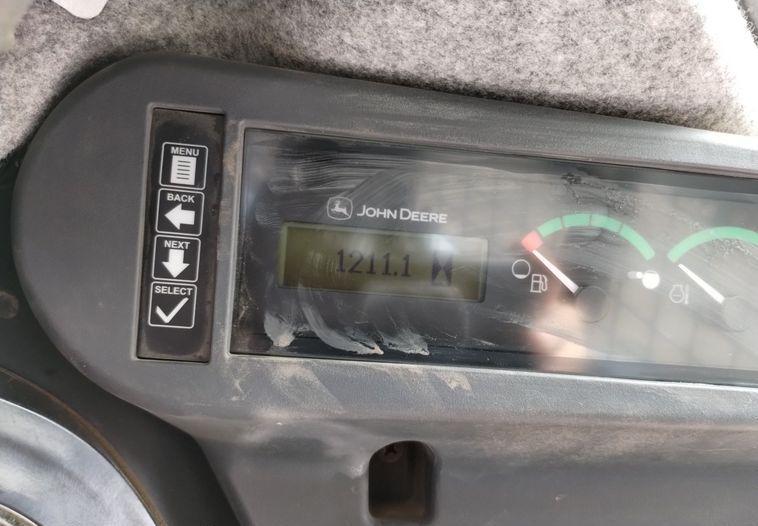 MENU
BACK
NEXT
SELECT
JOHN DEERE
1211.1